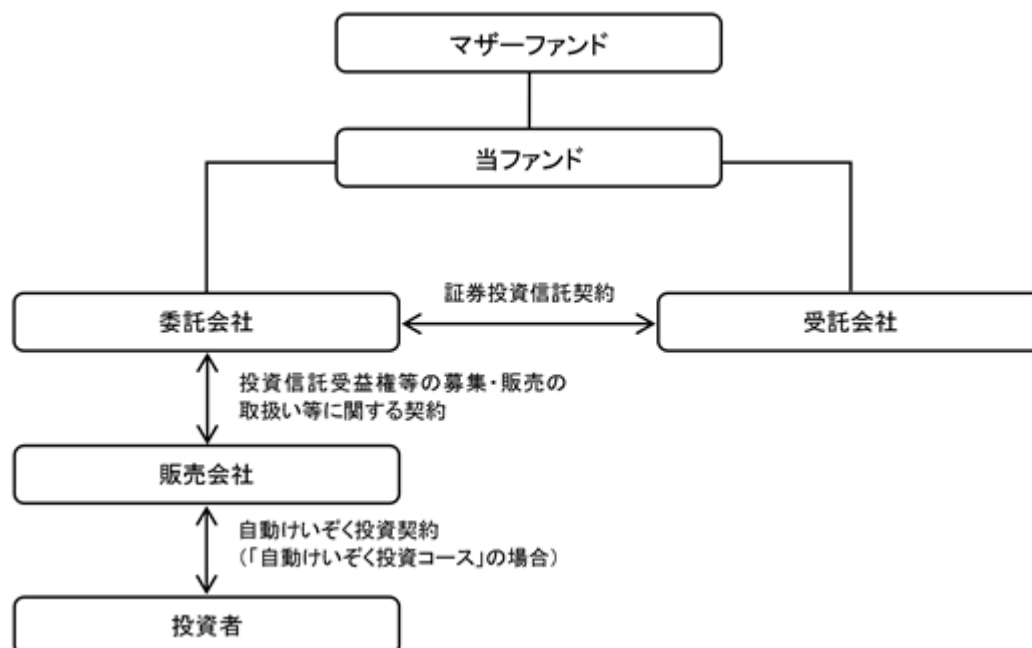 マザーファンド
当ファンド
証券投資信託契約
委託会社
受託会社
投資信託受益権等の募集・販売の
取扱い等に関する契約
販売会社
自動けいぞく投資契約
(「自動けいぞく投資コース」の場合)
投資者